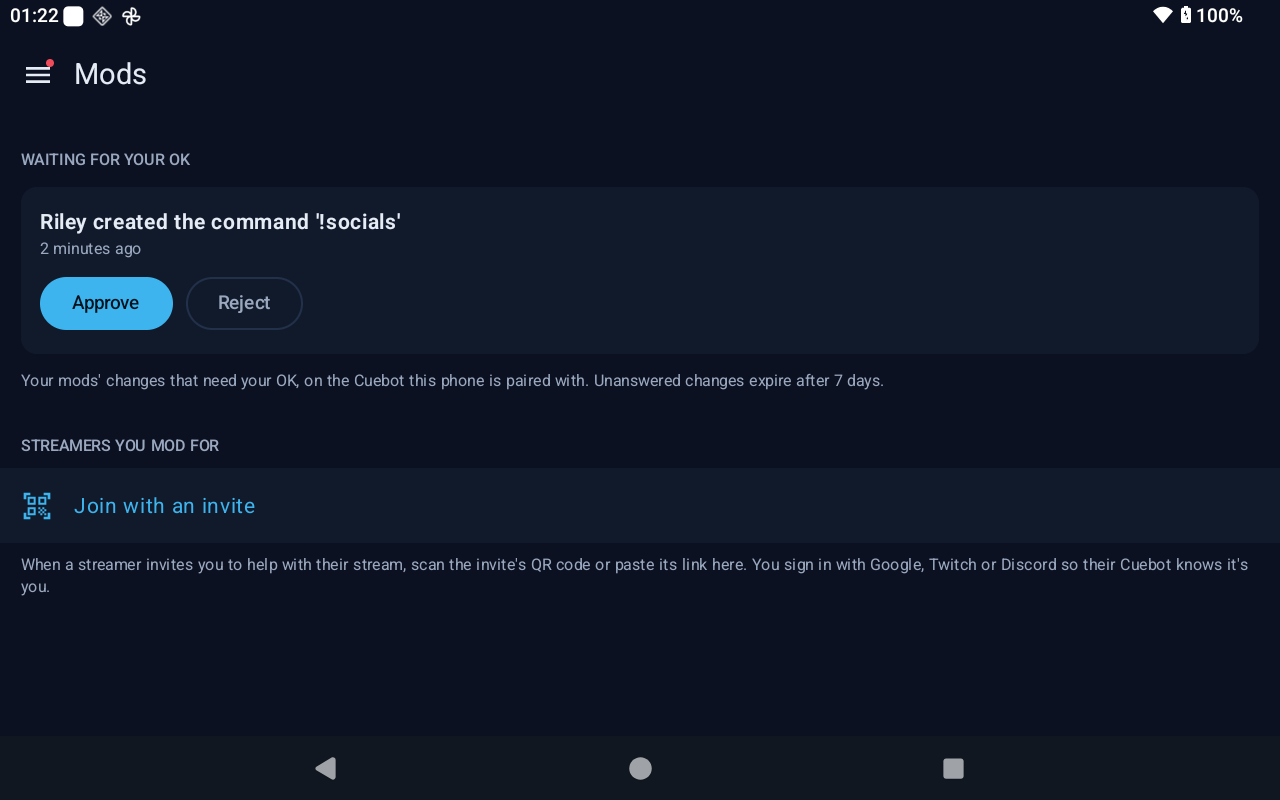 01:22
100%
Mods
WAITING FOR YOUR OK
Riley created the command '!socials'
2 minutes ago
Approve
Reject
Your mods' changes that need your OK, on the Cuebot this phone is paired with. Unanswered changes expire after 7 days.
STREAMERS YOU MOD FOR
Join with an invite
When a streamer invites you to help with their stream, scan the invite's QR code or paste its link here. You sign in with Google, Twitch or Discord so their Cuebot knows it's
you.